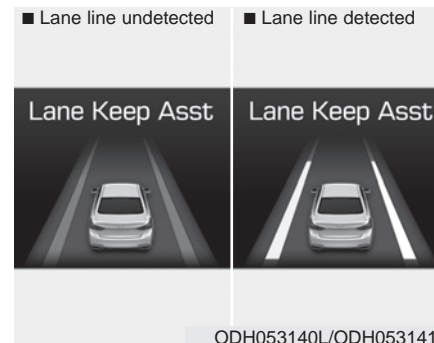 ■ Lane line undetected
■ Lane line detected
Lane Keep Asst
Lane Keep Asst
ODH053140L/ODH053141